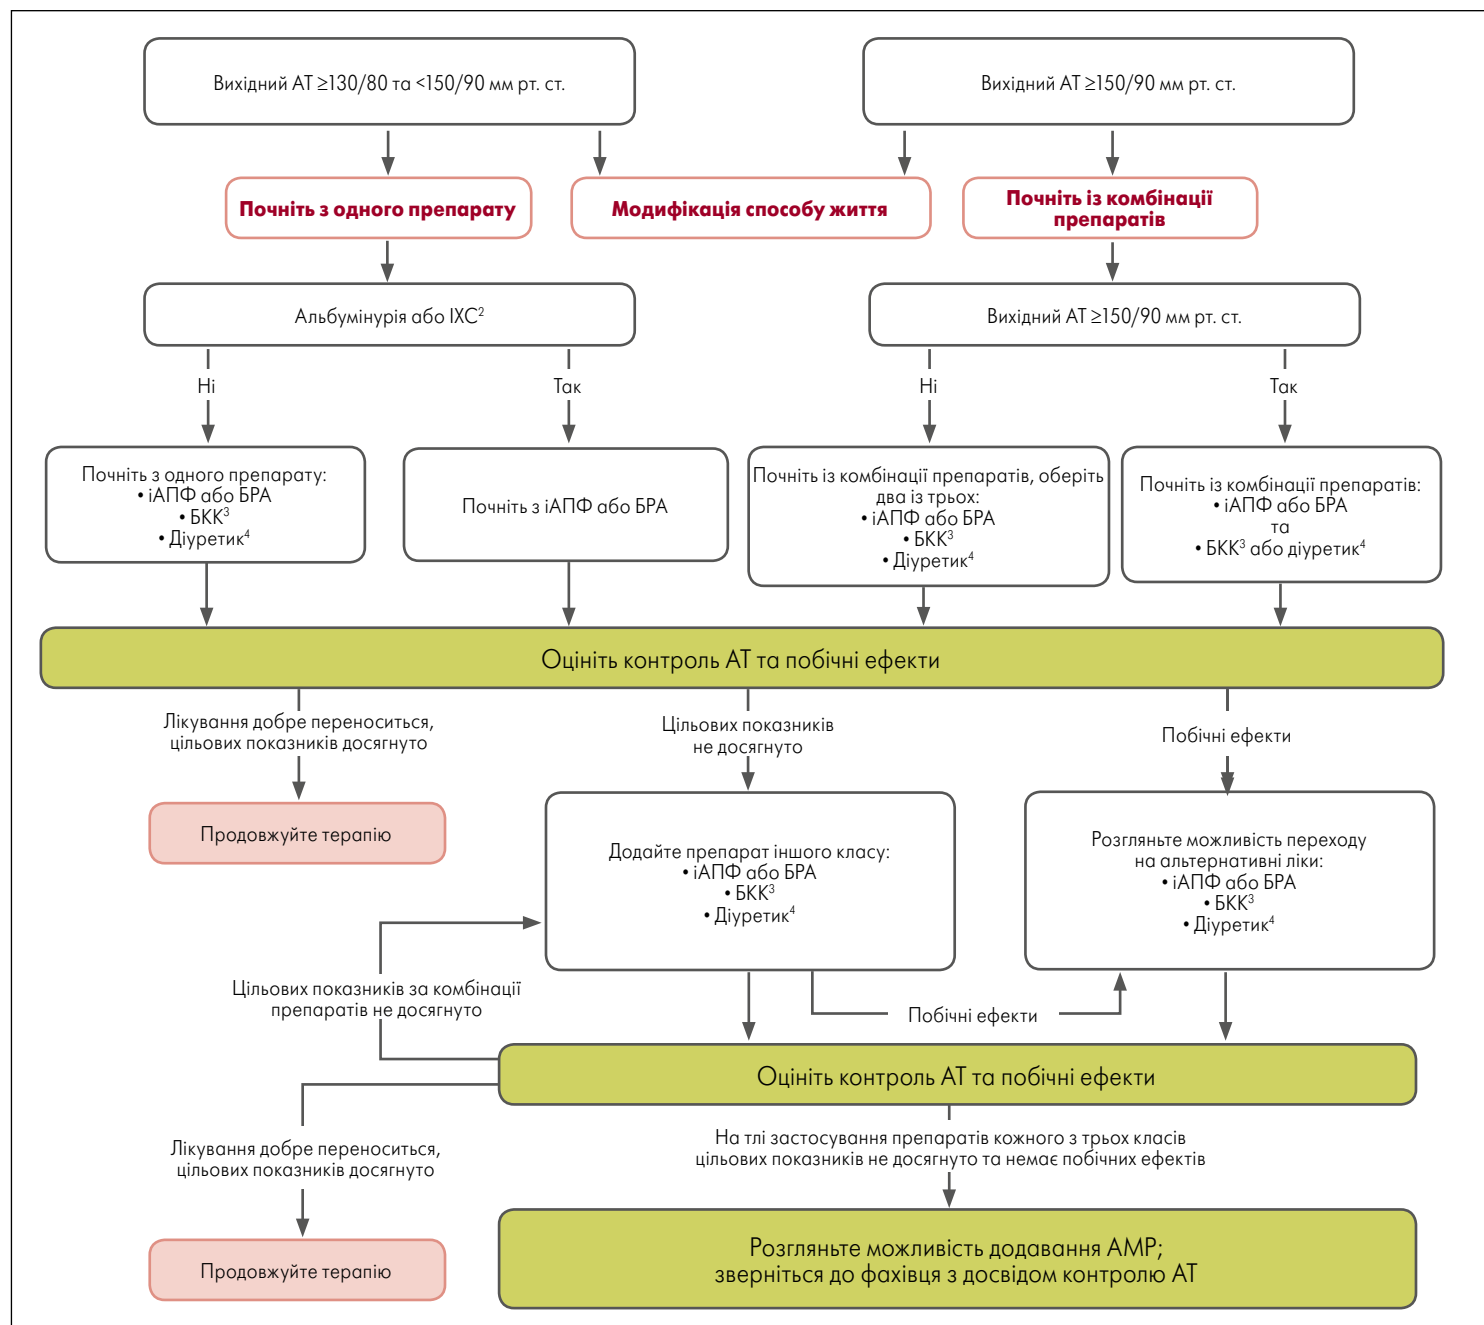 Вихідний АТ ≥130/80 та <150/90 мм рт. ст.
Вихідний АТ ≥150/90 мм рт. ст.
Почніть з одного препарату
Модифікація способу життя
Почніть із комбінації
препаратів
Альбумінурія або ІХС²
Вихідний АТ ≥150/90 мм рт. ст.
Ні
Так
Ні
Так
Почніть з одного препарату:
• іАПФ або БРА
• БКК³
• Діуретик⁴
Почніть з іАПФ або БРА
Почніть із комбінації препаратів, оберіть
два із трьох:
• іАПФ або БРА
• БКК³
• Діуретик⁴
Почніть із комбінації препаратів:
• іАПФ або БРА
та
• БКК³ або діуретик⁴
Оцініть контроль АТ та побічні ефекти
Лікування добре переноситься,
цільових показників досягнуто
Цільових показників
не досягнуто
Побічні ефекти
Продовжуйте терапію
Додайте препарат іншого класу:
• іАПФ або БРА
• БКК³
• Діуретик⁴
Розгляньте можливість переходу
на альтернативні ліки:
• іАПФ або БРА
• БКК³
• Діуретик⁴
Цільових показників за комбінації
препаратів не досягнуто
Побічні ефекти
Оцініть контроль АТ та побічні ефекти
Лікування добре переноситься,
цільових показників досягнуто
На тлі застосування препаратів кожного з трьох класів
цільових показників не досягнуто та немає побічних ефектів
Продовжуйте терапію
Розгляньте можливість додавання АМР;
зверніться до фахівця з досвідом контролю АТ